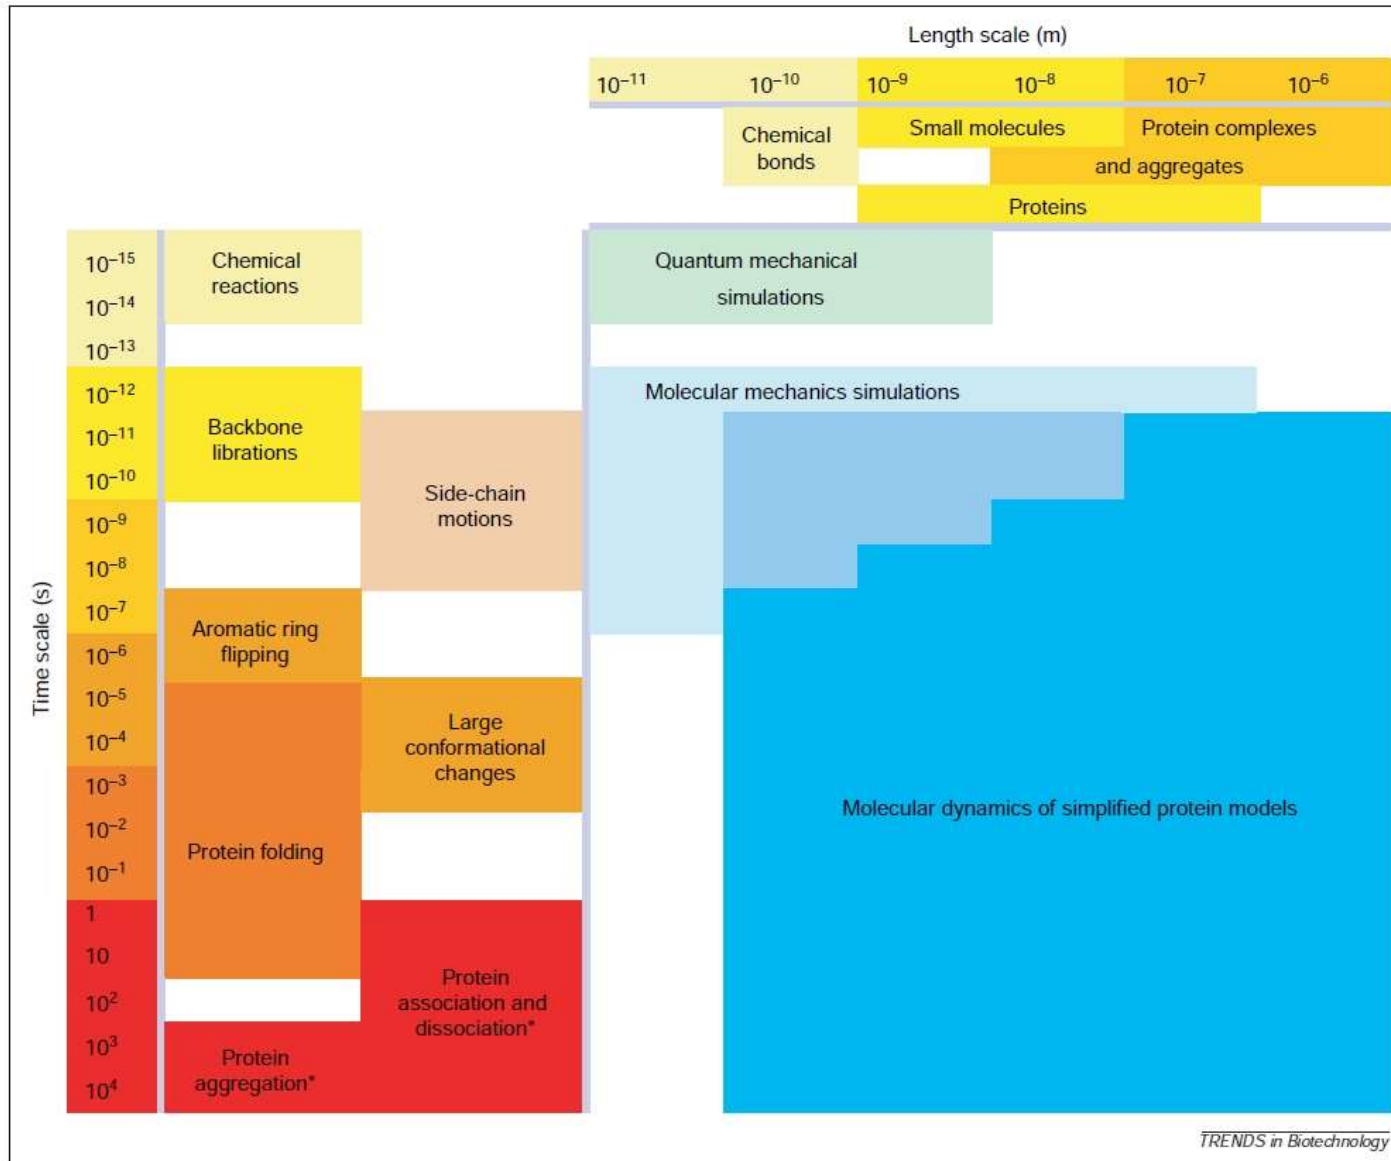 Length scale (m)
10⁻¹¹ 10⁻¹⁰ 10⁻⁹ 10⁻⁸ 10⁻⁷ 10⁻⁶
Chemical
bonds
Small molecules
Protein complexes
and aggregates
Proteins
Time scale (s)
10⁻¹⁵
10⁻¹⁴
10⁻¹³
10⁻¹²
10⁻¹¹
10⁻¹⁰
10⁻⁹
10⁻⁸
10⁻⁷
10⁻⁶
10⁻⁵
10⁻⁴
10⁻³
10⁻²
10⁻¹
1
10
10²
10³
10⁴
Chemical
reactions
Backbone
librations
Side-chain
motions
Aromatic ring
flipping
Large
conformational
changes
Protein folding
Protein
association and
dissociation*
Protein
aggregation*
Quantum mechanical
simulations
Molecular mechanics simulations
Molecular dynamics of simplified protein models
TRENDS in Biotechnology